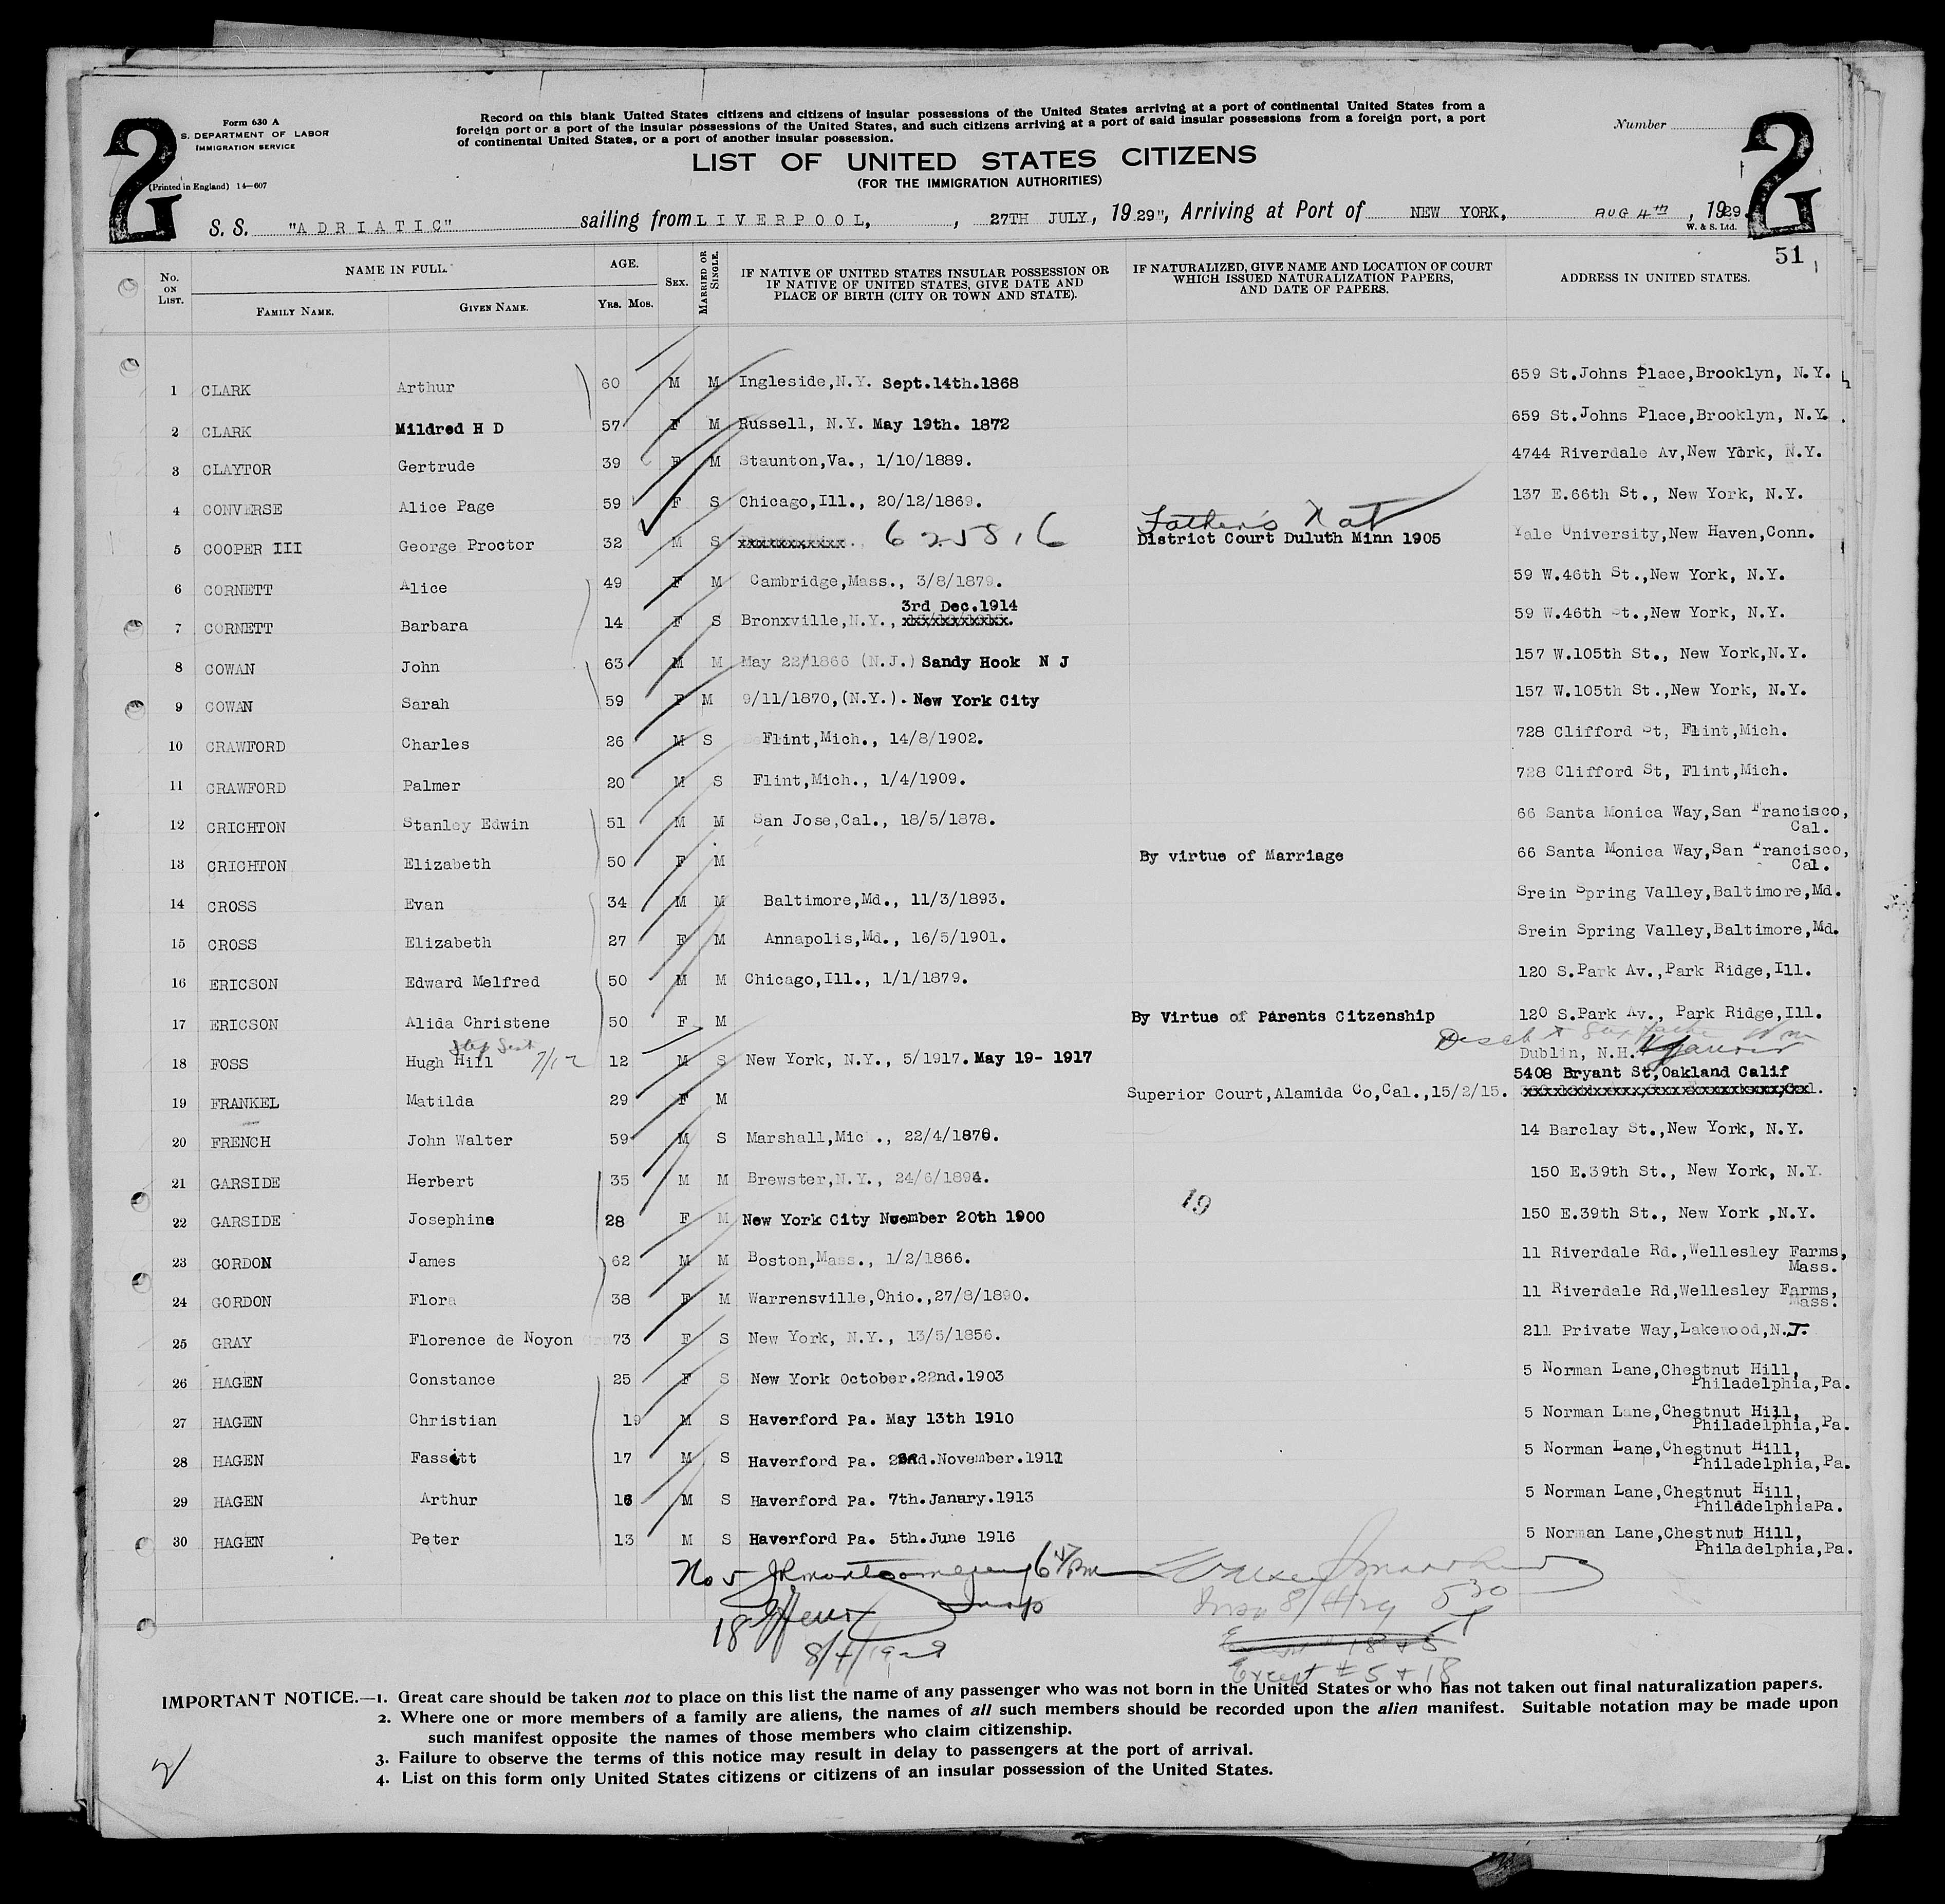 2
Form 630 A
S. DEPARTMENT OF LABOR
IMMIGRATION SERVICE
(Printed in England) 14—607
Record on this blank United States citizens and citizens of insular possessions of the United States arriving at a port of continental United States from a
foreign port or a port of the insular possessions of the United States, and such citizens arriving at a port of said insular possessions from a foreign port, a port
of continental United States, or a port of another insular possession.
Number
2
LIST OF UNITED STATES CITIZENS
(FOR THE IMMIGRATION AUTHORITIES)
S. S. "ADRIATIC" sailing from LIVERPOOL, , 27TH JULY, 19 29", Arriving at Port of NEW YORK, AUG 4th, 1929
W. & S. Ltd.
51
No. ON LIST. NAME IN FULL. FAMILY NAME. GIVEN NAME. AGE. YRS. MOS. SEX. MARRIED OR SINGLE. IF NATIVE OF UNITED STATES INSULAR POSSESSION OR IF NATIVE OF UNITED STATES, GIVE DATE AND PLACE OF BIRTH (CITY OR TOWN AND STATE). IF NATURALIZED, GIVE NAME AND LOCATION OF COURT WHICH ISSUED NATURALIZATION PAPERS, AND DATE OF PAPERS. ADDRESS IN UNITED STATES.
1 CLARK Arthur 60 M M Ingleside,N.Y. Sept.14th.1868 659 St.Johns Place,Brooklyn, N.Y.
2 CLARK Mildred H D 57 F M Russell, N.Y. May 19th. 1872 659 St.Johns Place,Brooklyn, N.Y.
3 CLAYTOR Gertrude 39 F M Staunton,Va., 1/10/1889. 4744 Riverdale Av,New York, N.Y.
4 CONVERSE Alice Page 59 F S Chicago,Ill., 20/12/1869. 137 E.66th St., New York, N.Y.
Father's Nat
5 COOPER III George Proctor 32 M S xxxxxxxxxxx. 625816 District Court Duluth Minn 1905 Yale University,New Haven,Conn.
6 CORNETT Alice 49 F M Cambridge,Mass., 3/8/1879. 59 W.46th St.,New York, N.Y.
3rd Dec.1914
7 CORNETT Barbara 14 F S Bronxville,N.Y., xxxxxxxxxxx. 59 W.46th St.,New York, N.Y.
8 COWAN John 63 M M May 22/1866 (N.J.) Sandy Hook N J 157 W.105th St., New York,N.Y.
9 COWAN Sarah 59 F M 9/11/1870,(N.Y.). New York City 157 W.105th St.,New York, N.Y.
10 CRAWFORD Charles 26 M S Flint,Mich., 14/8/1902. 728 Clifford St, Flint,Mich.
11 CRAWFORD Palmer 20 M S Flint,Mich., 1/4/1909. 728 Clifford St, Flint,Mich.
12 CRICHTON Stanley Edwin 51 M M San Jose,Cal., 18/5/1878. 66 Santa Monica Way,San Francisco,
Cal.
13 CRICHTON Elizabeth 50 F M By virtue of Marriage 66 Santa Monica Way,San Francisco,
Cal.
14 CROSS Evan 34 M M Baltimore,Md., 11/3/1893. Srein Spring Valley,Baltimore,Md.
15 CROSS Elizabeth 27 F M Annapolis,Md., 16/5/1901. Srein Spring Valley,Baltimore,Md.
16 ERICSON Edward Melfred 50 M M Chicago,Ill., 1/1/1879. 120 S.Park Av.,Park Ridge,Ill.
17 ERICSON Alida Christene 50 F M By Virtue of Parents Citzenship 120 S.Park Av., Park Ridge,Ill.
18 FOSS Hugh Hill 7/12 12 M S New York, N.Y., 5/1917. May 19- 1917 Dublin, N.H.
5408 Bryant St,Oakland Calif
19 FRANKEL Matilda 29 F M Superior Court,Alamida Co,Cal.,15/2/15.
20 FRENCH John Walter 59 M S Marshall,Mic ., 22/4/1870. 14 Barclay St.,New York, N.Y.
21 GARSIDE Herbert 35 M M Brewster,N.Y., 24/6/1894. 150 E.39th St., New York, N.Y.
19
22 GARSIDE Josephine 28 F M New York City Nvember 20th 1900 150 E.39th St., New York ,N.Y.
23 GORDON James 62 M M Boston,Mass., 1/2/1866. 11 Riverdale Rd.,Wellesley Farms,
Mass.
24 GORDON Flora 38 F M Warrensville,Ohio.,27/8/1890. 11 Riverdale Rd,Wellesley Farms,
Mass.
25 GRAY Florence de Noyon 73 F S New York, N.Y., 13/5/1856. 211 Private Way,Lakewood,N.J.
26 HAGEN Constance 25 F S New York October.22nd.1903 5 Norman Lane,Chestnut Hill,
Philadelphia,Pa.
27 HAGEN Christian 19 M S Haverford Pa. May 13th 1910 5 Norman Lane,Chestnut Hill,
Philadelphia,Pa.
28 HAGEN Fassitt 17 M S Haverford Pa. 22nd.November.1911 5 Norman Lane,Chestnut Hill,
Philadelphia,Pa.
29 HAGEN Arthur 16 M S Haverford Pa. 7th.Janary.1913 5 Norman Lane,Chestnut Hill,
PhiladelphiaPa.
30 HAGEN Peter 13 M S Haverford Pa. 5th.June 1916 5 Norman Lane,Chestnut Hill,
Philadelphia,Pa.
No 5
Insp
18
8/4/1929
Insp 8/4/29 530
18 + 5
Except # 5 + 18
IMPORTANT NOTICE.—1. Great care should be taken not to place on this list the name of any passenger who was not born in the United States or who has not taken out final naturalization papers.
2. Where one or more members of a family are aliens, the names of all such members should be recorded upon the alien manifest. Suitable notation may be made upon
such manifest opposite the names of those members who claim citizenship.
3. Failure to observe the terms of this notice may result in delay to passengers at the port of arrival.
4. List on this form only United States citizens or citizens of an insular possession of the United States.